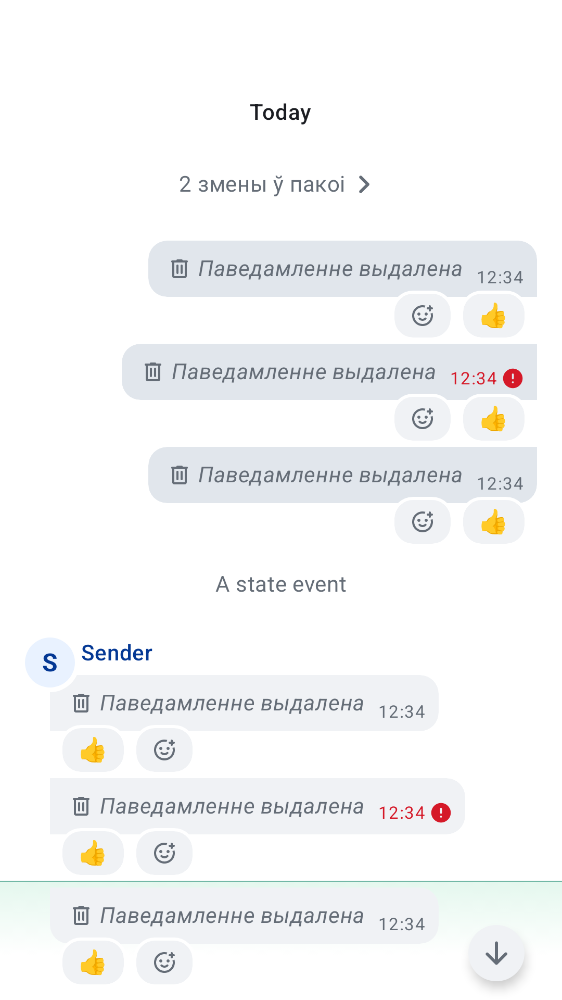 Today
2 змены ў пакоі
Паведамленне выдалена 12:34
👍
Паведамленне выдалена 12:34
👍
Паведамленне выдалена 12:34
👍
A state event
S Sender
Паведамленне выдалена 12:34
👍
Паведамленне выдалена 12:34
👍
Паведамленне выдалена 12:34
👍